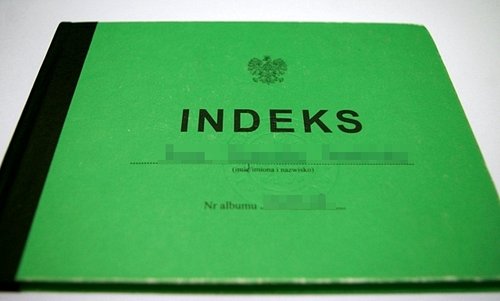 INDEKS
(imię/imiona i nazwisko)
Nr albumu